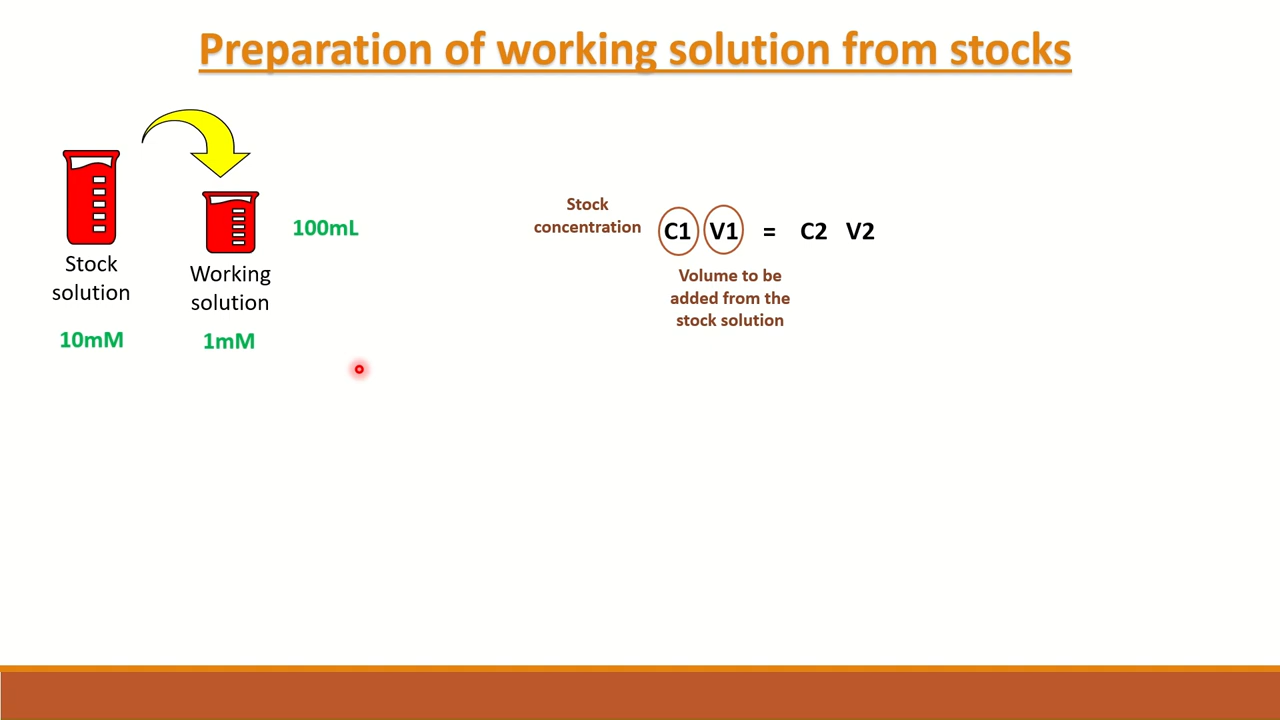 Preparation of working solution from stocks
Stock
solution
10mM
Working
solution
1mM
100mL
Stock
concentration
C1 V1 = C2 V2
Volume to be
added from the
stock solution